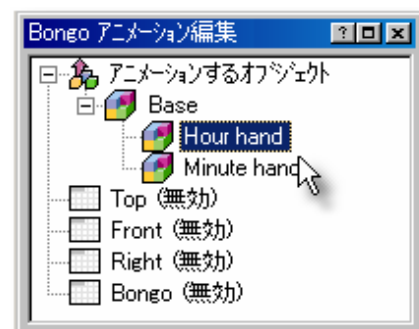 Bongo アニメーション編集
アニメーションするオブジェクト
Base
Hour hand
Minute hand
Top (無効)
Front (無効)
Right (無効)
Bongo (無効)